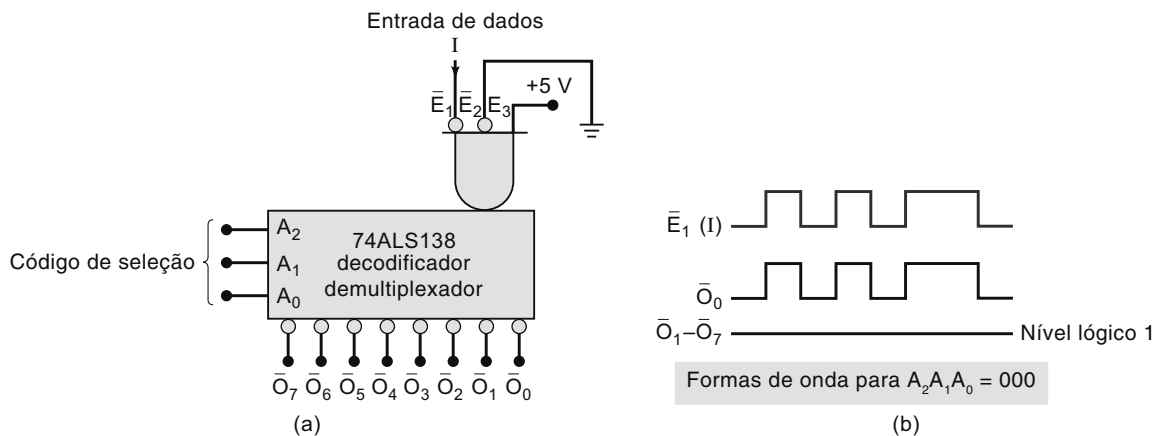 Entrada de dados
I
+5 V
Ē₁ Ē₂ E₃
Código de seleção
A₂
A₁
A₀
74ALS138
decodificador
demultiplexador
Ō₇ Ō₆ Ō₅ Ō₄ Ō₃ Ō₂ Ō₁ Ō₀
(a)
Ē₁ (I)
Ō₀
Ō₁–Ō₇
Nível lógico 1
Formas de onda para A₂A₁A₀ = 000
(b)